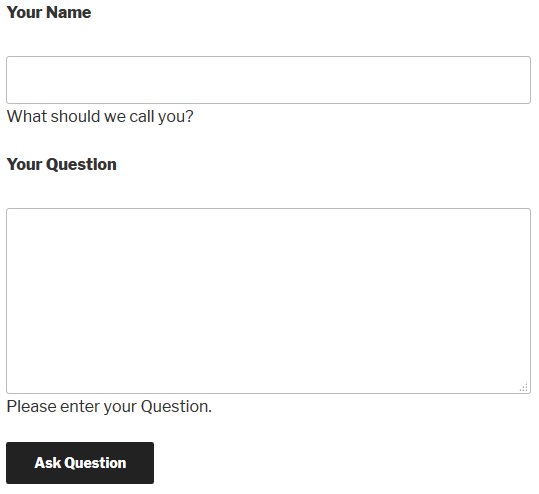 Your Name
What should we call you?
Your Question
Please enter your Question.
Ask Question